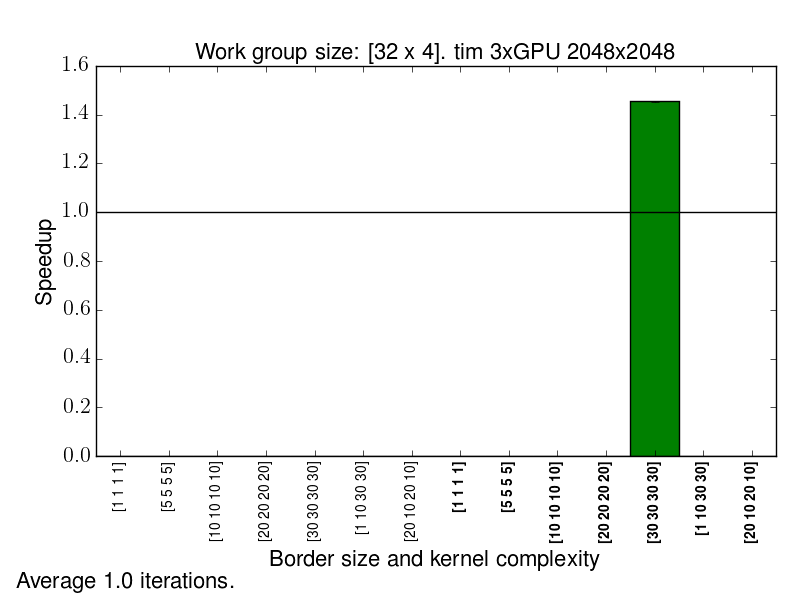 Work group size: [32 x 4]. tim 3xGPU 2048x2048
1.6
1.4
1.2
1.0
0.8
0.6
0.4
0.2
0.0
Speedup
[1 1 1 1]
[5 5 5 5]
[10 10 10 10]
[20 20 20 20]
[30 30 30 30]
[1 10 30 30]
[20 10 20 10]
[1 1 1 1]
[5 5 5 5]
[10 10 10 10]
[20 20 20 20]
[30 30 30 30]
[1 10 30 30]
[20 10 20 10]
Border size and kernel complexity
Average 1.0 iterations.